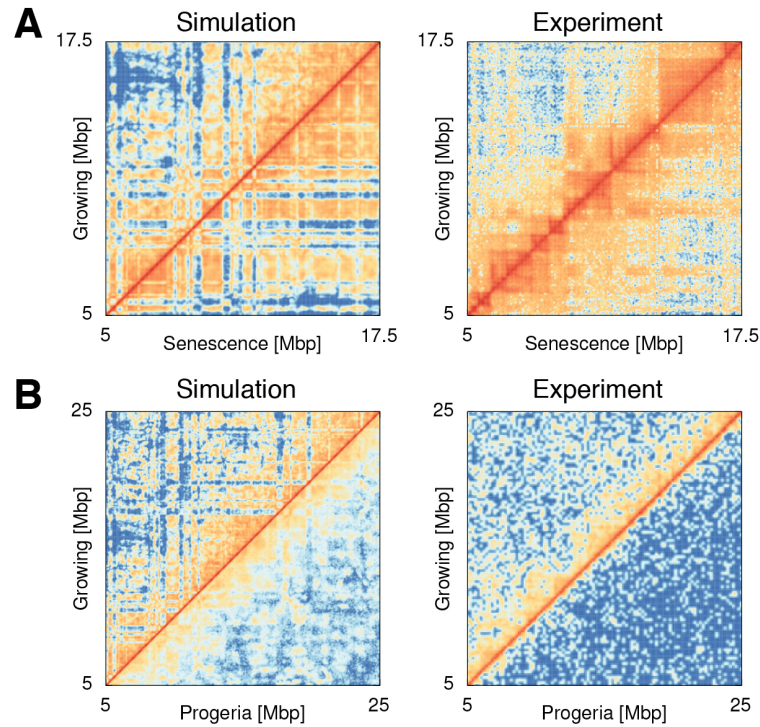 A
Simulation
Experiment
17.5
17.5
Growing [Mbp]
Growing [Mbp]
5
5
5
17.5
5
17.5
Senescence [Mbp]
Senescence [Mbp]
B
Simulation
Experiment
25
25
Growing [Mbp]
Growing [Mbp]
5
5
5
25
5
25
Progeria [Mbp]
Progeria [Mbp]